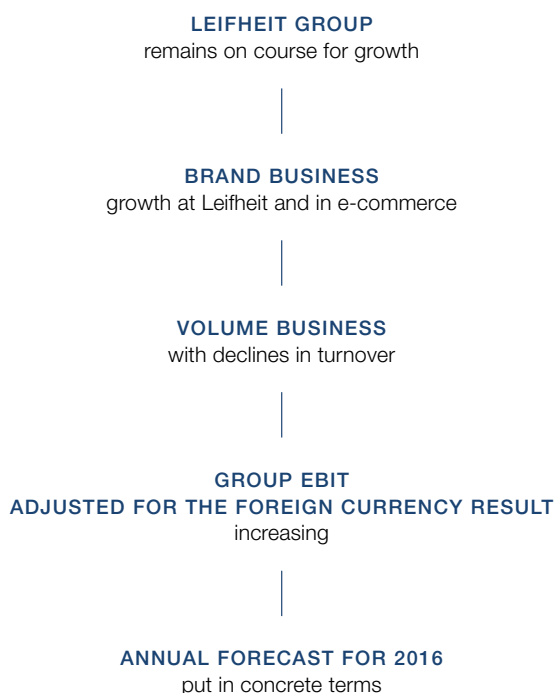 LEIFHEIT GROUP
remains on course for growth
BRAND BUSINESS
growth at Leifheit and in e-commerce
VOLUME BUSINESS
with declines in turnover
GROUP EBIT
ADJUSTED FOR THE FOREIGN CURRENCY RESULT
increasing
ANNUAL FORECAST FOR 2016
put in concrete terms